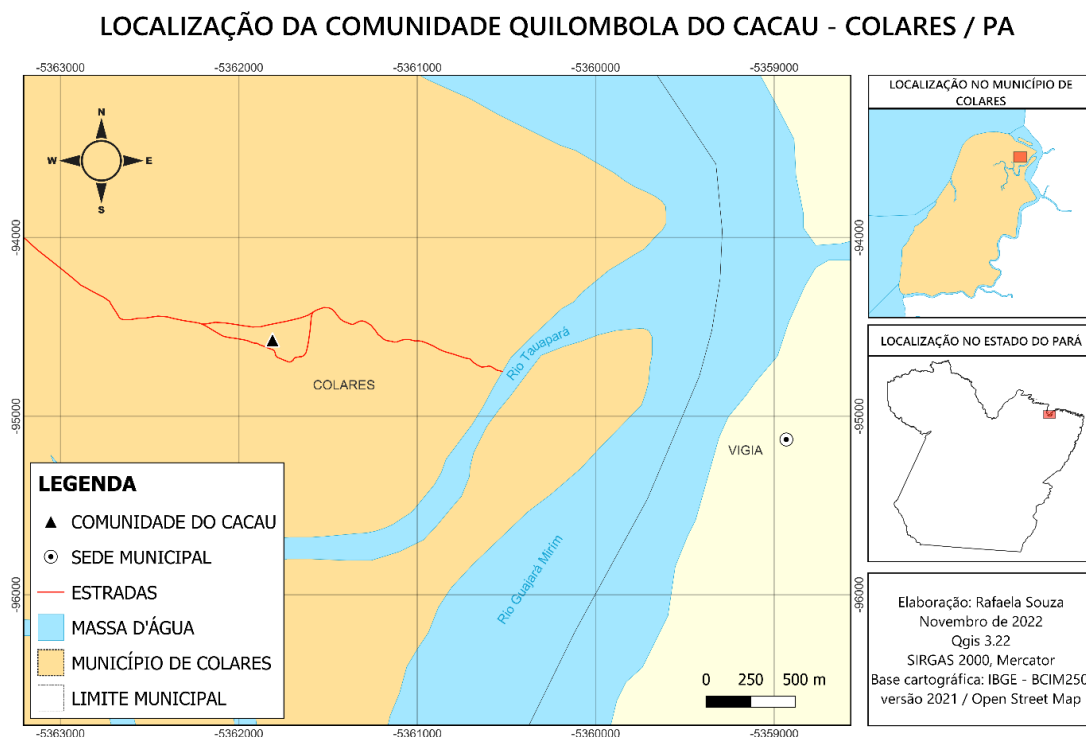 LOCALIZAÇÃO DA COMUNIDADE QUILOMBOLA DO CACAU - COLARES / PA
-5363000 -5362000 -5361000 -5360000 -5359000
N
W E
S
-94000 -94000
-95000 -95000
-96000 -96000
Rio Tauapará
COLARES
VIGIA
Rio Guajará Mirim
LEGENDA
COMUNIDADE DO CACAU
SEDE MUNICIPAL
ESTRADAS
MASSA D'ÁGUA
MUNICÍPIO DE COLARES
LIMITE MUNICIPAL
0 250 500 m
-5363000 -5362000 -5361000 -5360000 -5359000
LOCALIZAÇÃO NO MUNICÍPIO DE
COLARES
LOCALIZAÇÃO NO ESTADO DO PARÁ
Elaboração: Rafaela Souza
Novembro de 2022
Qgis 3.22
SIRGAS 2000, Mercator
Base cartográfica: IBGE - BCIM250
versão 2021 / Open Street Map